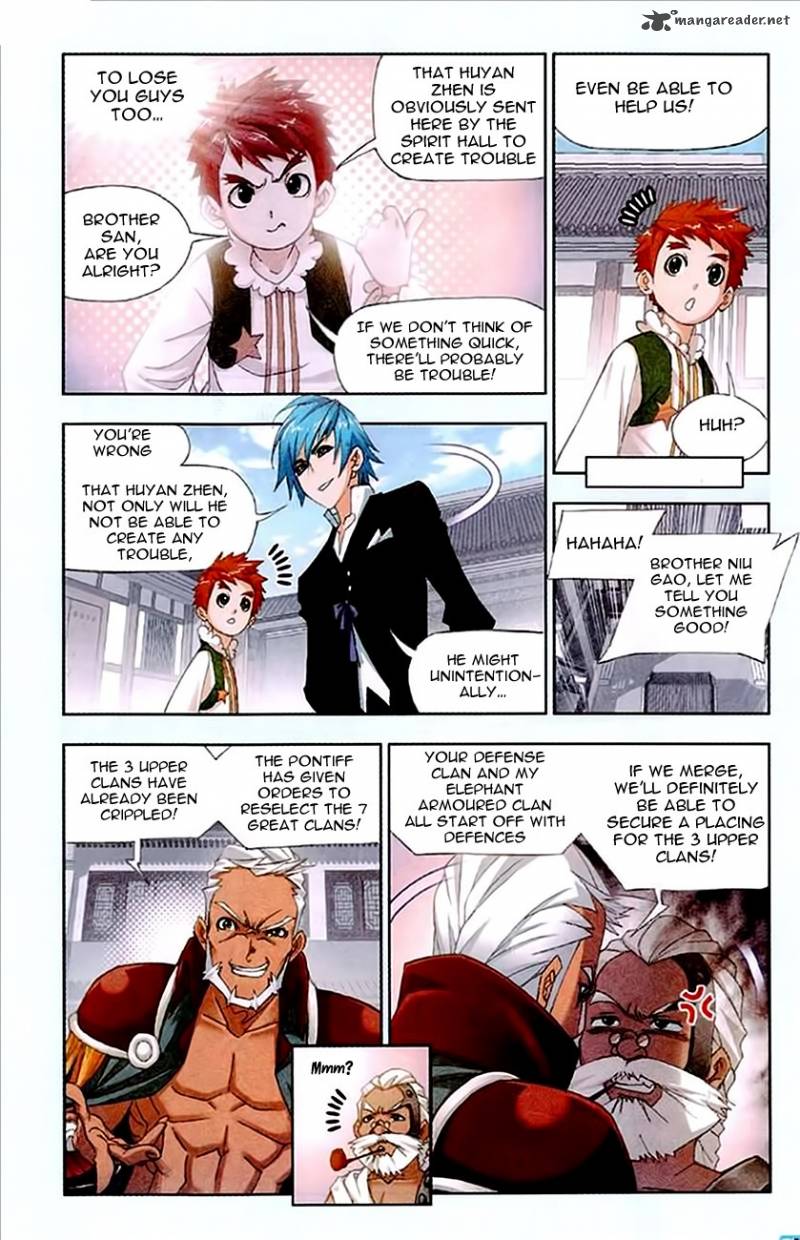 mangareader.net
TO LOSE
YOU GUYS
TOO...
THAT HUYAN
ZHEN IS
OBVIOUSLY SENT
HERE BY THE
SPIRIT HALL TO
CREATE TROUBLE
BROTHER
SAN,
ARE YOU
ALRIGHT?
IF WE DON'T THINK OF
SOMETHING QUICK,
THERE'LL PROBABLY
BE TROUBLE!
EVEN BE ABLE TO
HELP US!
HUH?
YOU'RE
WRONG
THAT HUYAN ZHEN,
NOT ONLY WILL HE
NOT BE ABLE TO
CREATE ANY
TROUBLE,
HE MIGHT
UNINTENTION-
ALLY...
HAHAHA!
BROTHER NIU
GAO, LET ME
TELL YOU
SOMETHING
GOOD!
THE 3 UPPER
CLANS HAVE
ALREADY BEEN
CRIPPLED!
THE PONTIFF
HAS GIVEN
ORDERS TO
RESELECT THE 7
GREAT CLANS!
Mmm?
YOUR DEFENSE
CLAN AND MY
ELEPHANT
ARMOURED CLAN
ALL START OFF WITH
DEFENCES
IF WE MERGE,
WE'LL DEFINITELY
BE ABLE TO
SECURE A PLACING
FOR THE 3 UPPER
CLANS!